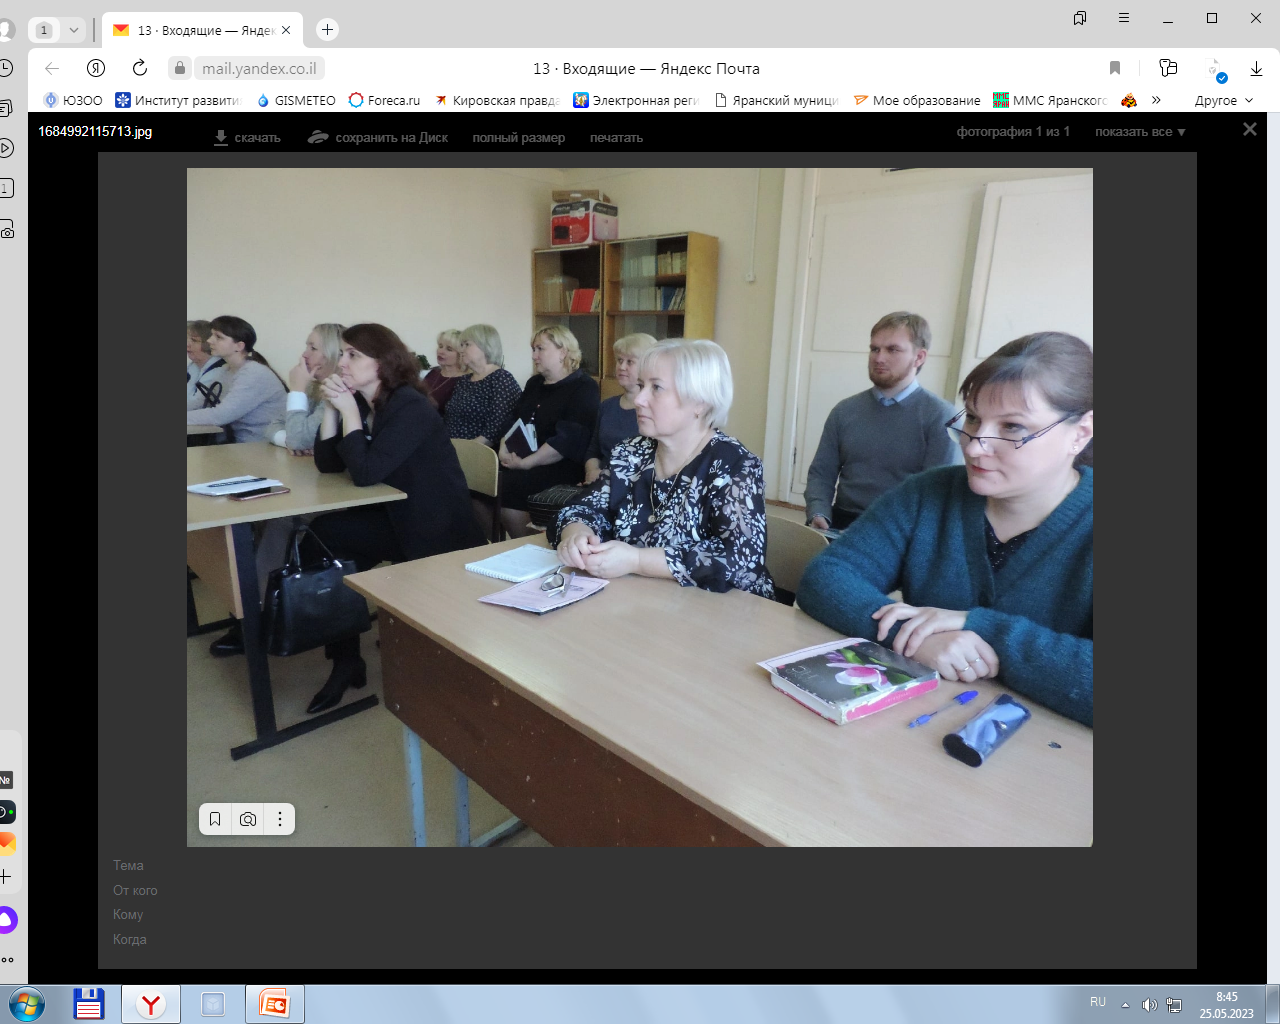 1
13 · Входящие — Яндек
mail.yandex.co.il
13 · Входящие — Яндекс Почта
ЮЗОО
Институт развити
GISMETEO
Foreca.ru
Кировская правда
Электронная реги
Яранский муници
Мое образование
ММС Яранского
»
Другое
1684992115713.jpg
скачать
сохранить на Диск
полный размер
печатать
фотография 1 из 1
показать все
1
№
Тема
От кого
Кому
Когда
RU
8:45
25.05.2023